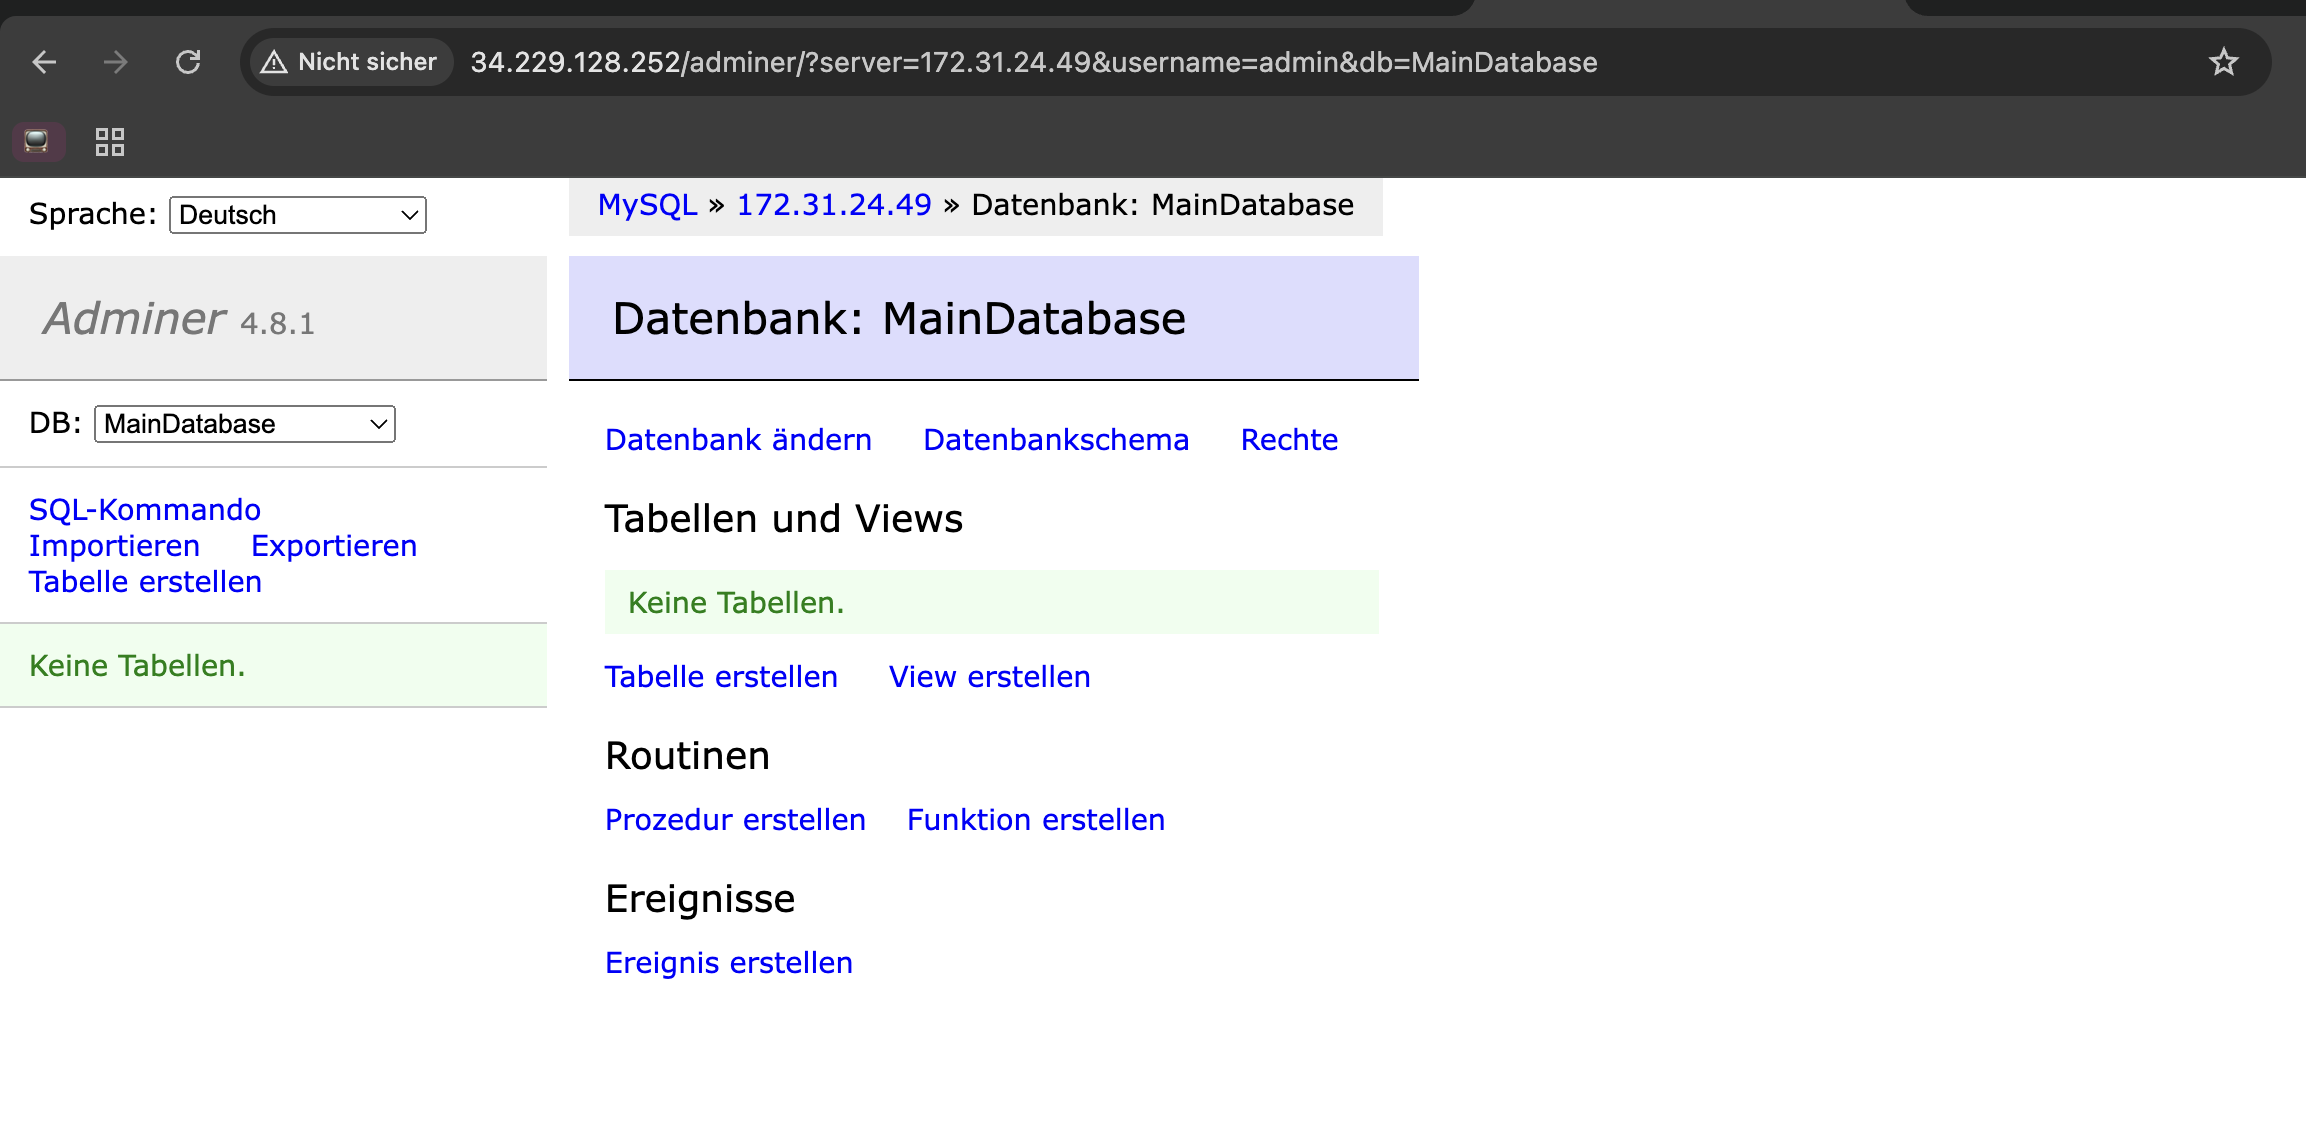 Nicht sicher 34.229.128.252/adminer/?server=172.31.24.49&username=admin&db=MainDatabase
Sprache: Deutsch
Adminer 4.8.1
DB: MainDatabase
SQL-Kommando
Importieren Exportieren
Tabelle erstellen
Keine Tabellen.
MySQL » 172.31.24.49 » Datenbank: MainDatabase
Datenbank: MainDatabase
Datenbank ändern Datenbankschema Rechte
Tabellen und Views
Keine Tabellen.
Tabelle erstellen View erstellen
Routinen
Prozedur erstellen Funktion erstellen
Ereignisse
Ereignis erstellen